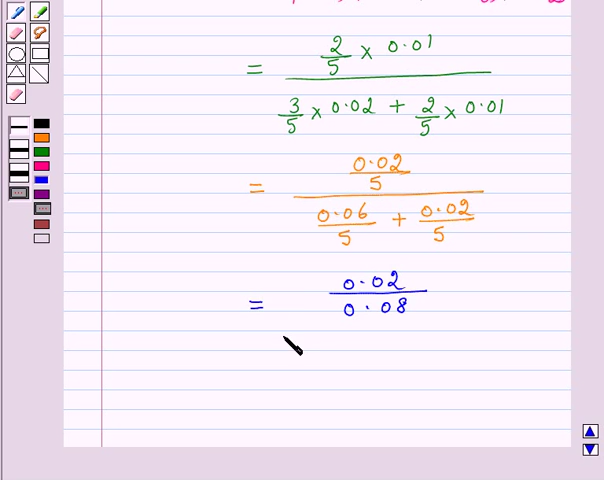 = (2/5 × 0.01) / (3/5 × 0.02 + 2/5 × 0.01)
= (0.02/5) / (0.06/5 + 0.02/5)
= 0.02/0.08